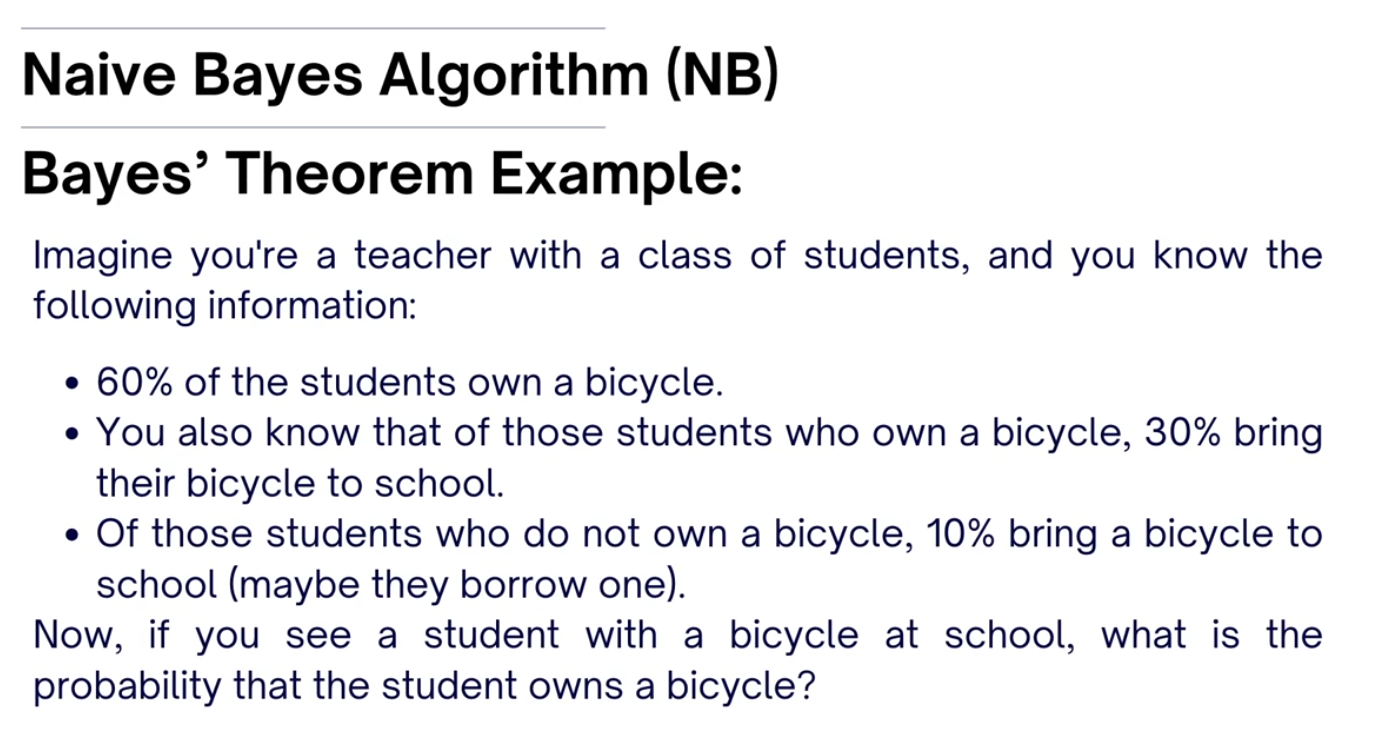 Naive Bayes Algorithm (NB)
Bayes’ Theorem Example:
Imagine you're a teacher with a class of students, and you know the
following information:
• 60% of the students own a bicycle.
• You also know that of those students who own a bicycle, 30% bring
their bicycle to school.
• Of those students who do not own a bicycle, 10% bring a bicycle to
school (maybe they borrow one).
Now, if you see a student with a bicycle at school, what is the
probability that the student owns a bicycle?